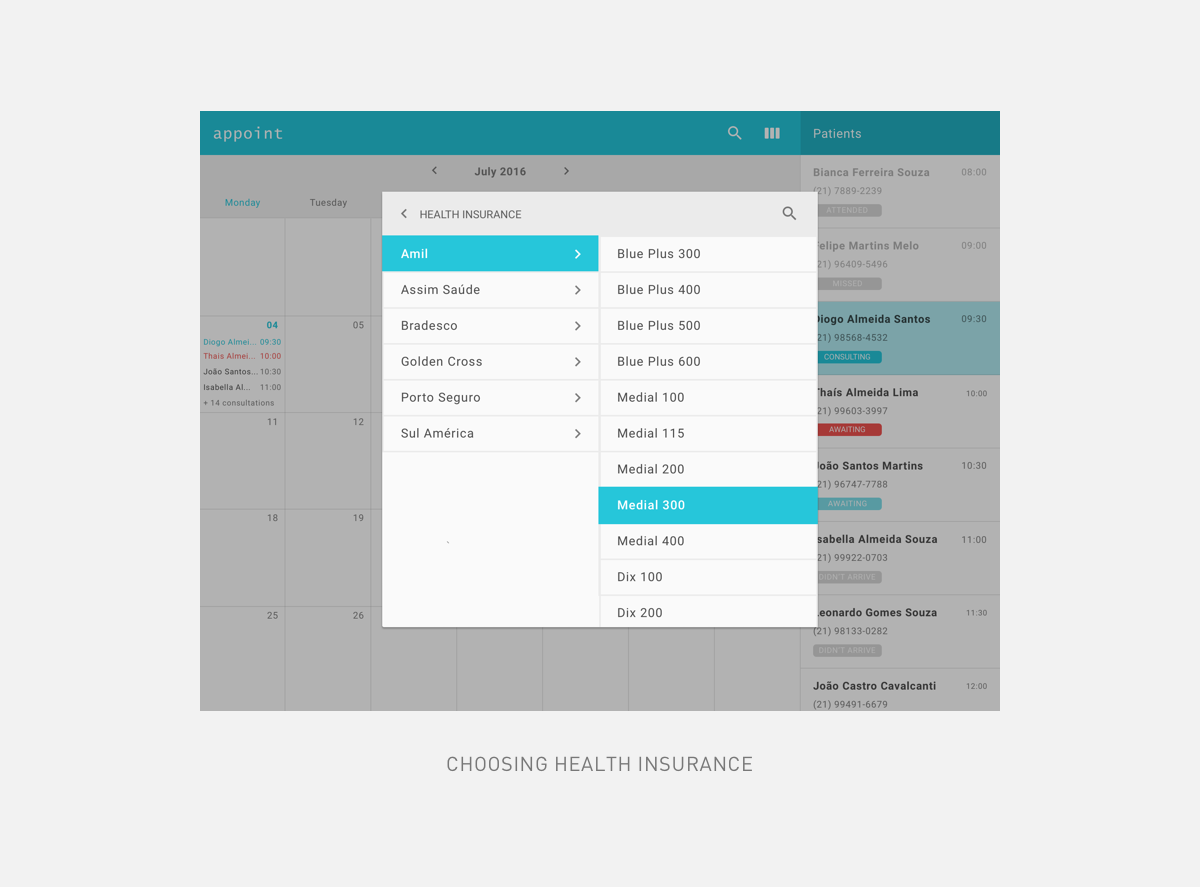 appoint
Patients
July 2016
Monday
Tuesday
04
Diogo Almei... 09:30
Thais Almei... 10:00
João Santos... 10:30
Isabella Al... 11:00
+ 14 consultations
05
11
12
18
19
25
26
HEALTH INSURANCE
Amil
Assim Saúde
Bradesco
Golden Cross
Porto Seguro
Sul América
Blue Plus 300
Blue Plus 400
Blue Plus 500
Blue Plus 600
Medial 100
Medial 115
Medial 200
Medial 300
Medial 400
Dix 100
Dix 200
Bianca Ferreira Souza 08:00
(21) 7889-2239
ATTENDED
Felipe Martins Melo 09:00
(21) 96409-5496
MISSED
Diogo Almeida Santos 09:30
(21) 98568-4532
CONSULTING
Thaís Almeida Lima 10:00
(21) 99603-3997
AWAITING
João Santos Martins 10:30
(21) 96747-7788
AWAITING
Isabella Almeida Souza 11:00
(21) 99922-0703
DIDN'T ARRIVE
Leonardo Gomes Souza 11:30
(21) 98133-0282
DIDN'T ARRIVE
João Castro Cavalcanti 12:00
(21) 99491-6679
CHOOSING HEALTH INSURANCE